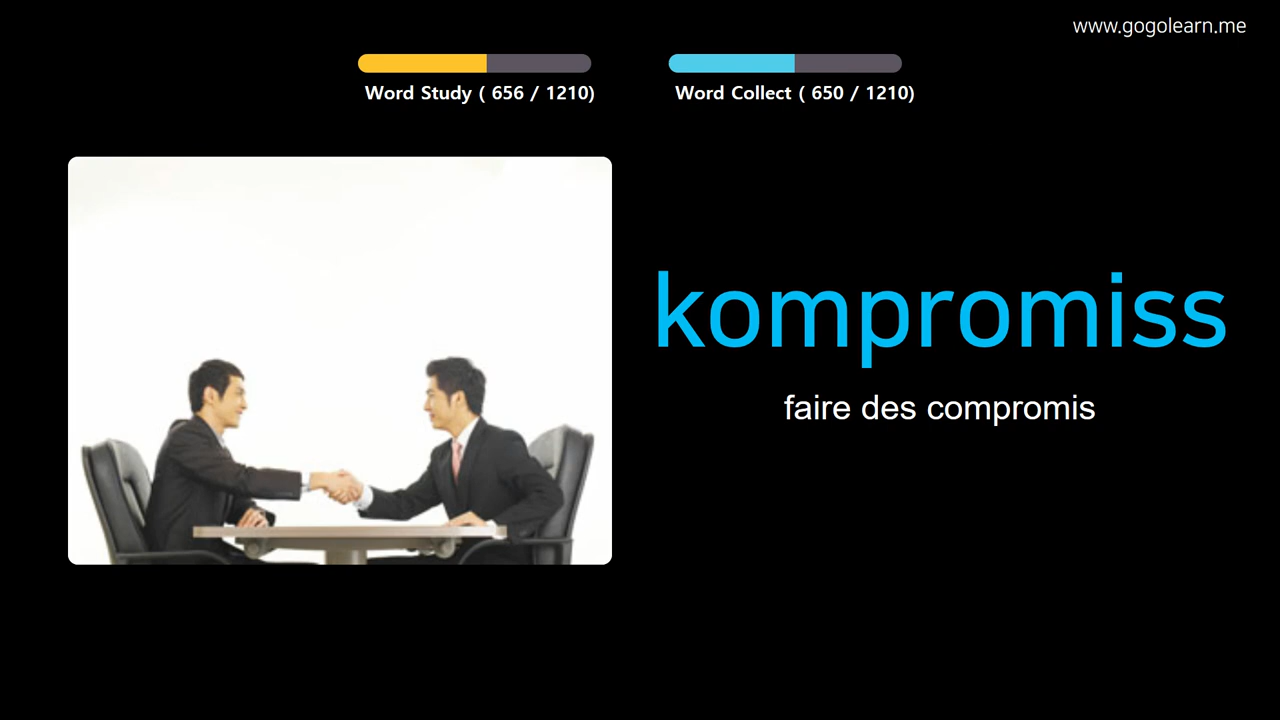 www.gogolearn.me
Word Study ( 656 / 1210)
Word Collect ( 650 / 1210)
kompromiss
faire des compromis